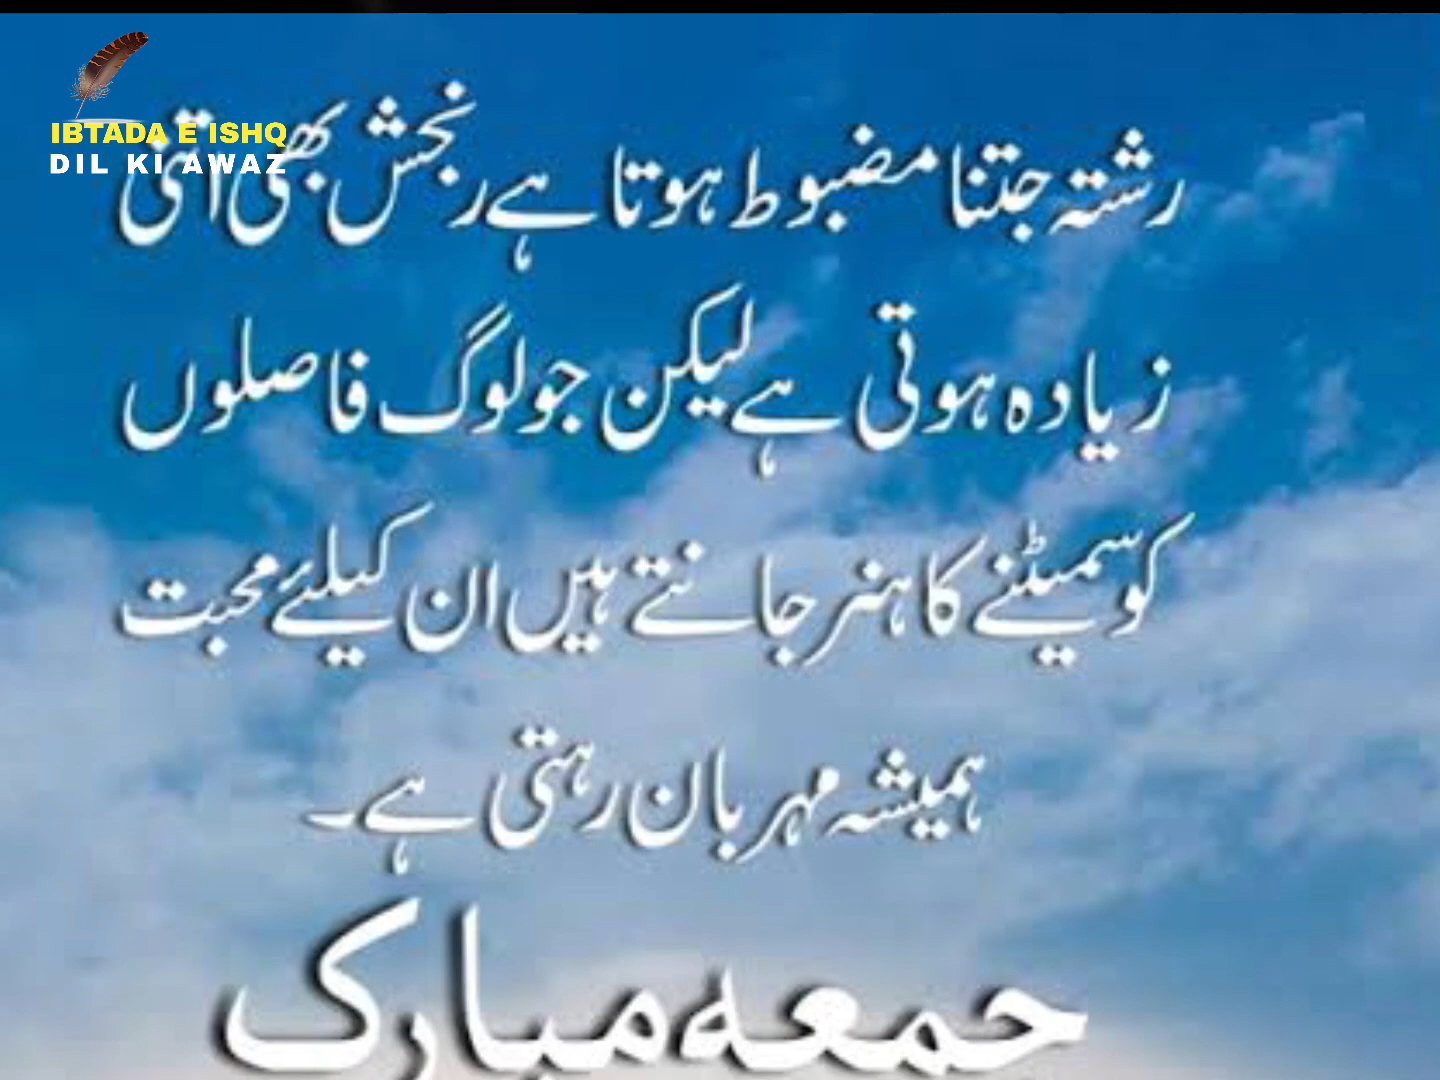 IBTADA E ISHQ
DIL KI AWAZ
رشتہ جتنا مضبوط ہوتا ہے رنجش بھی اتنی
زیادہ ہوتی ہے لیکن جو لوگ فاصلوں
کو سمیٹنے کا ہنر جانتے ہیں ان کیلئے محبت
ہمیشہ مہربان رہتی ہے۔
جمعہ مبارک